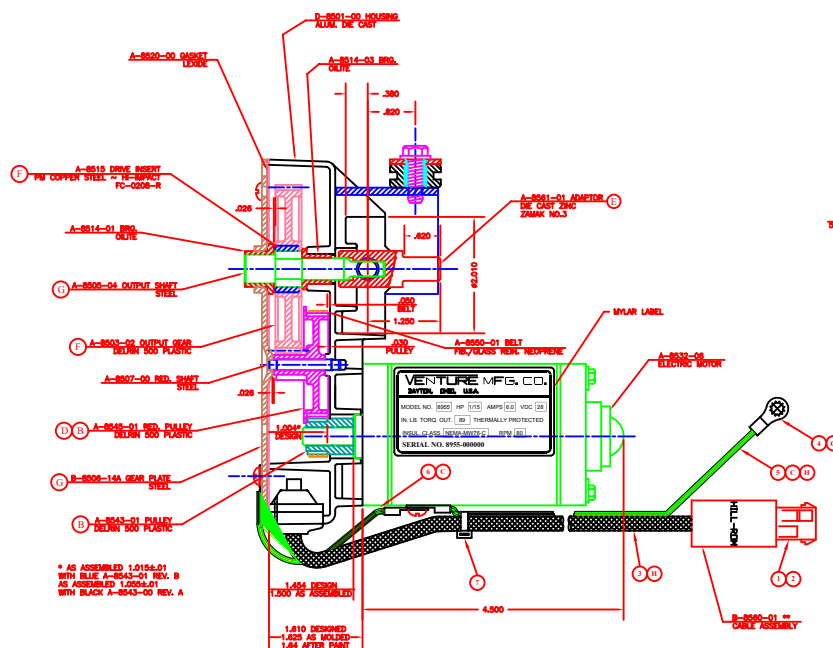 D-8501-00 HOUSING
ALUM. DIE CAST
A-8520-00 GASKET
LEXIDE
A-8514-03 BRG.
OILITE
.380
.820
F
A-8515 DRIVE INSERT
PM COPPER STEEL ~ HI-IMPACT
FC-0208-R
.026
A-8561-01 ADAPTOR
DIE CAST ZINC
ZAMAK NO.3
E
A-8514-01 BRG.
OILITE
.620
ø2.010
G
A-8505-04 OUTPUT SHAFT
STEEL
.050
BELT
1.250
MYLAR LABEL
F
A-8503-02 OUTPUT GEAR
DELRIN 500 PLASTIC
.030
PULLEY
A-8550-01 BELT
FIB./GLASS REIN. NEOPRENE
A-8532-06
ELECTRIC MOTOR
A-8507-00 RED. SHAFT
STEEL
.026
VENTURE MFG. CO.
DAYTON, OHIO, U.S.A.
MODEL NO. 8955 HP 1/15 AMPS 6.0 VDC 28
IN. LB. TORQ. OUT. 89 THERMALLY PROTECTED
INSUL. CLASS NEMA-MW76-C RPM 80
SERIAL NO. 8955-000000
D B
A-8545-01 RED. PULLEY
DELRIN 500 PLASTIC
1.004*
DESIGN
4
6 C
5 C H
G
B-8506-14A GEAR PLATE
STEEL
B
A-8543-01 PULLEY
DELRIN 500 PLASTIC
HILL-ROM
* AS ASSEMBLED 1.015±.01
WITH BLUE A-8543-01 REV. B
AS ASSEMBLED 1.055±.01
WITH BLACK A-8543-00 REV. A
7
3 H
1 2
1.454 DESIGN
1.500 AS ASSEMBLED
4.500
B-8560-01 **
CABLE ASSEMBLY
1.610 DESIGNED
1.625 AS MOLDED
1.64 AFTER PAINT